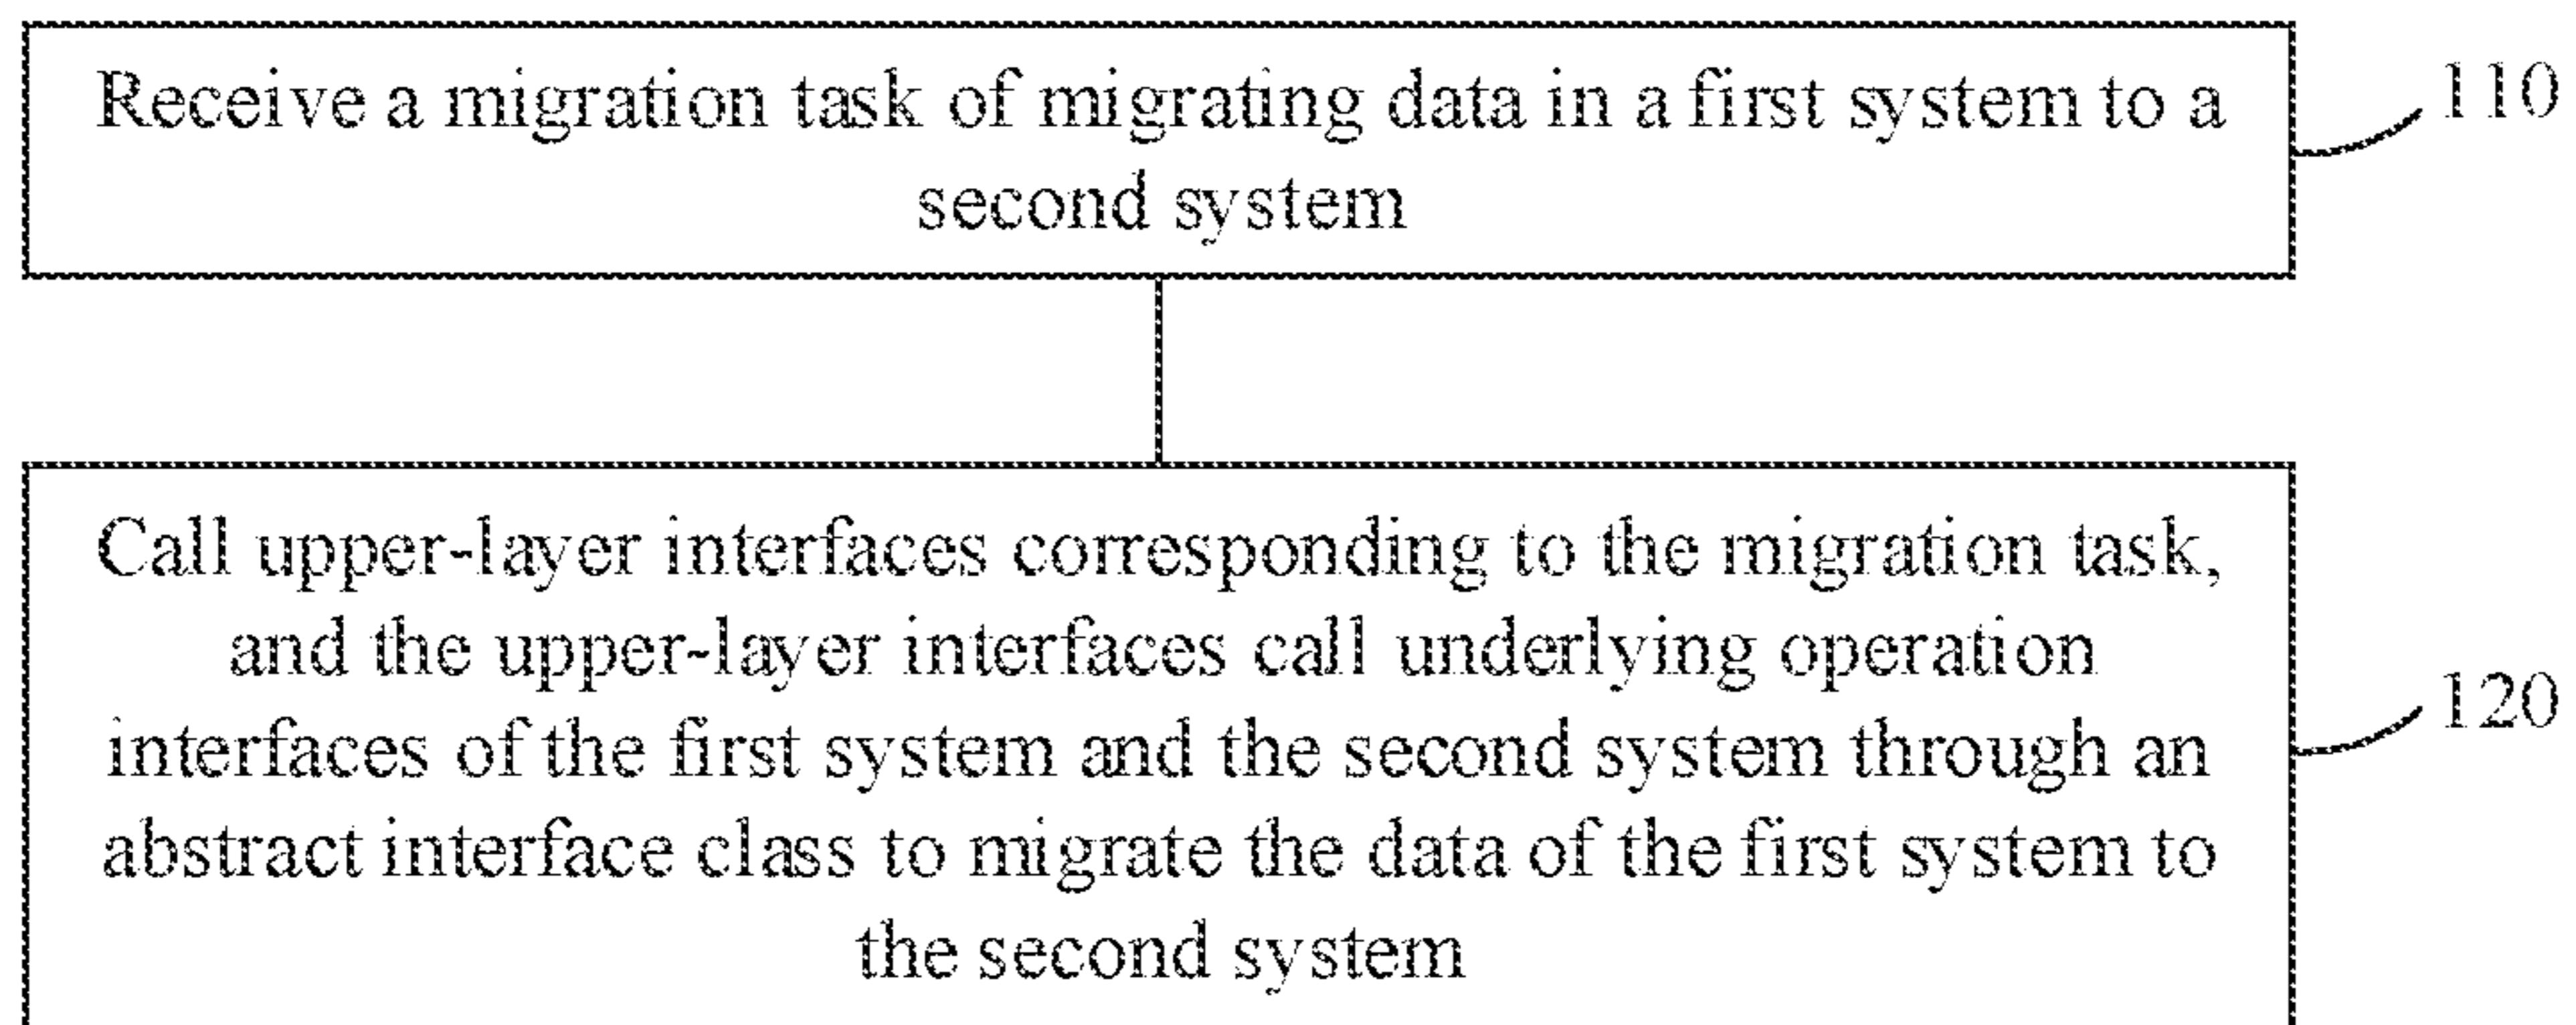 Receive a migration task of migrating data in a first system to a
second system
110
Call upper-layer interfaces corresponding to the migration task,
and the upper-layer interfaces call underlying operation
interfaces of the first system and the second system through an
abstract interface class to migrate the data of the first system to
the second system
120